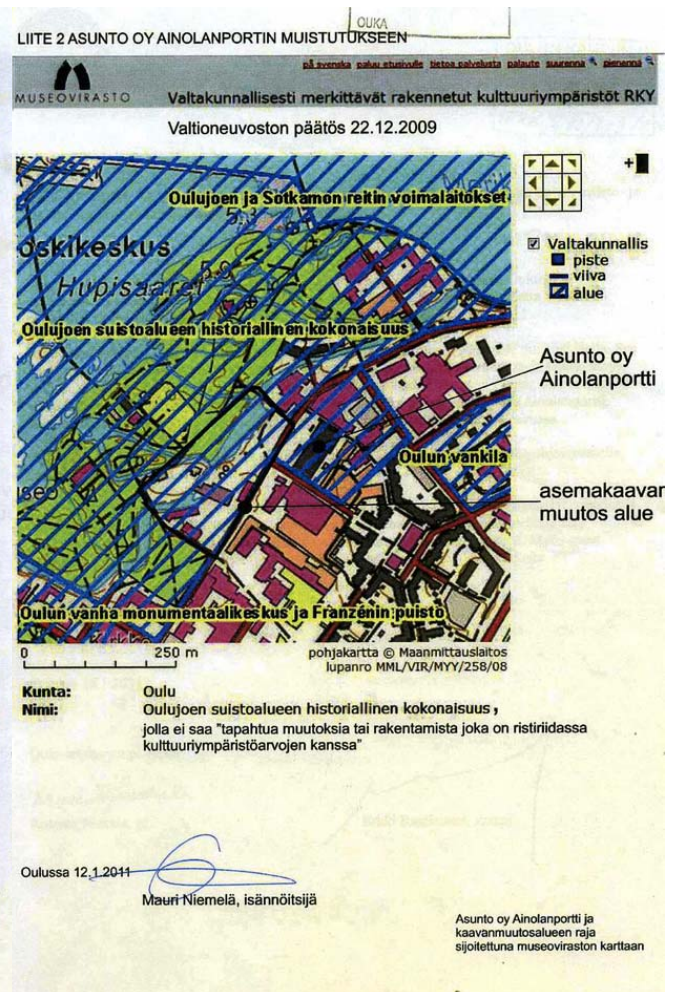 OUKA
LIITE 2 ASUNTO OY AINOLANPORTIN MUISTUTUKSEEN
på svenska paluu etusivulle tietoa palvelusta palaute suurenna pienennä
MUSEOVIRASTO
Valtakunnallisesti merkittävät rakennetut kulttuuriympäristöt RKY
Valtioneuvoston päätös 22.12.2009
Oulujoen ja Sotkamon reitin voimalaitokset
oskikeskus
Hupisaaret
Oulujoen suistoalueen historiallinen kokonaisuus
Oulun vankila
Oulun vanha monumentaalikeskus ja Franzénin puisto
+
Valtakunnallis
piste
viiva
alue
Asunto oy
Ainolanportti
asemakaavan
muutos alue
0 250 m
pohjakartta © Maanmittauslaitos
lupanro MML/VIR/MYY/258/08
Kunta: Oulu
Nimi: Oulujoen suistoalueen historiallinen kokonaisuus,
jolla ei saa "tapahtua muutoksia tai rakentamista joka on ristiriidassa
kulttuuriympäristöarvojen kanssa"
Oulussa 12.1.2011
Mauri Niemelä, isännöitsijä
Asunto oy Ainolanportti ja
kaavanmuutosalueen raja
sijoitettuna museoviraston karttaan